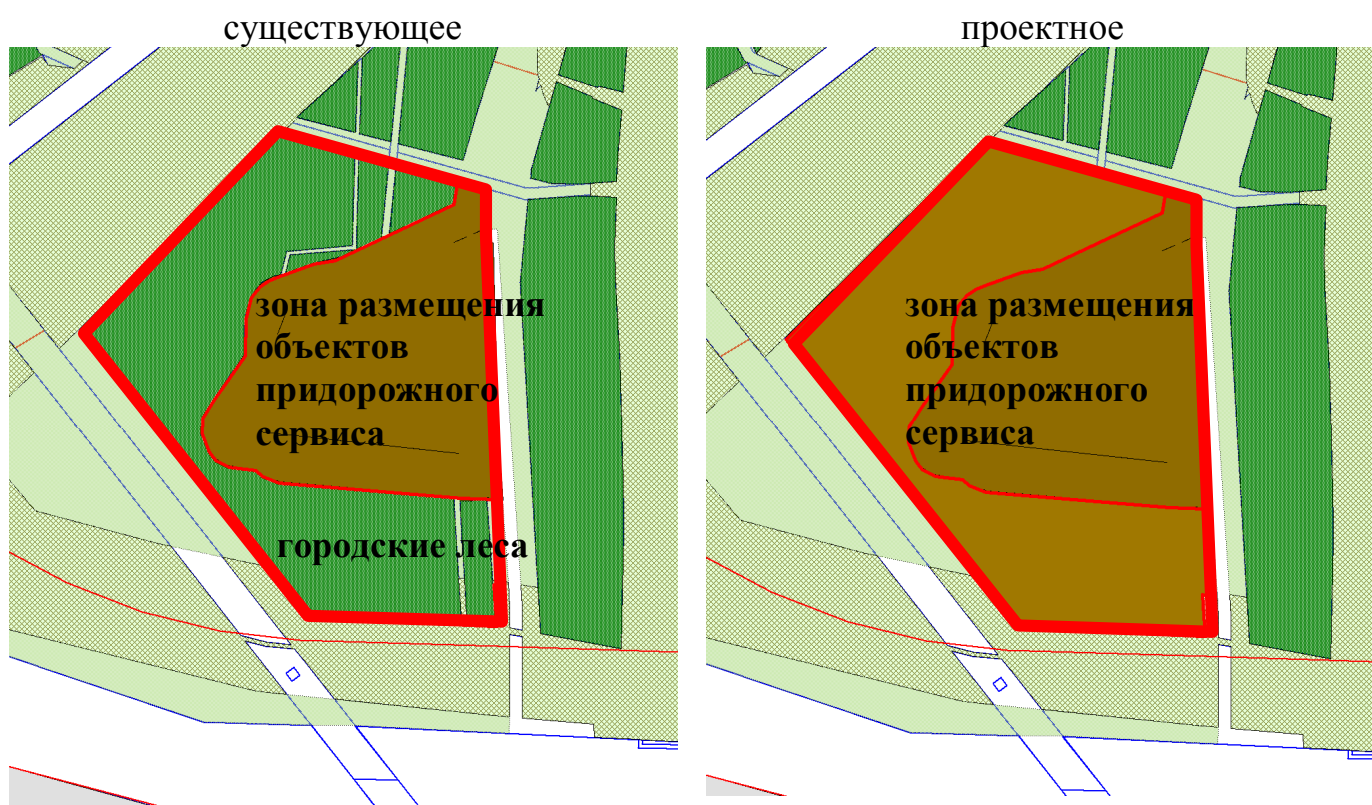 существующее
проектное
зона размещения
объектов
придорожного
сервиса
городские леса
зона размещения
объектов
придорожного
сервиса